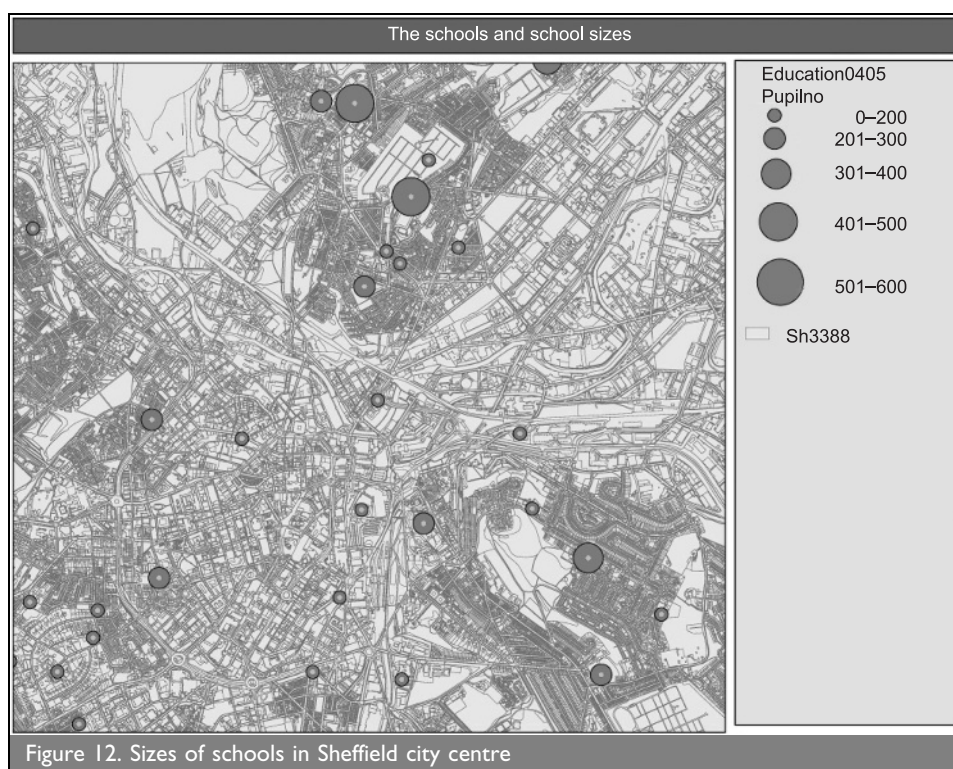 The schools and school sizes
Education0405
Pupilno
0–200
201–300
301–400
401–500
501–600
Sh3388
Figure 12. Sizes of schools in Sheffield city centre